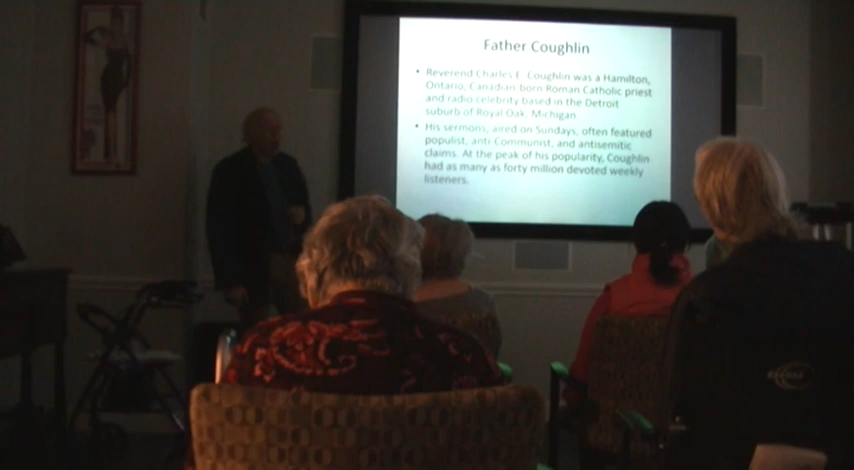 Father Coughlin
• Reverend Charles E. Coughlin was a Hamilton,
Ontario, Canadian born Roman Catholic priest
and radio celebrity based in the Detroit
suburb of Royal Oak, Michigan
• His sermons, aired on Sundays, often featured
populist, anti Communist, and antisemitic
claims. At the peak of his popularity, Coughlin
had as many as forty million devoted weekly
listeners.